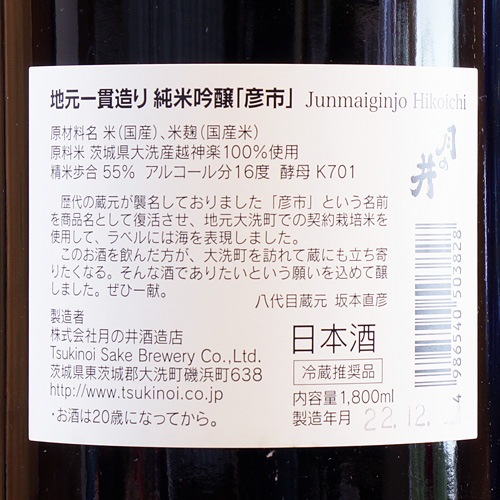 地元一貫造り 純米吟醸「彦市」 Junmaiginjo Hikoichi
原材料名 米(国産)、米麹(国産米)
原料米 茨城県大洗産越神楽100%使用
精米歩合 55% アルコール分16度 酵母 K701
歴代の蔵元が襲名しておりました「彦市」という名前
を商品名として復活させ、地元大洗町での契約栽培米を
使用して、ラベルには海を表現しました。
このお酒を飲んだ方が、大洗町を訪れて蔵にも立ち寄
りたくなる。そんな酒でありたいという願いを込めて醸
しました。ぜひ一献。
八代目蔵元 坂本直彦
月の井
製造者
株式会社月の井酒造店
Tsukinoi Sake Brewery Co.,Ltd.
茨城県東茨城郡大洗町磯浜町638
http://www.tsukinoi.co.jp
・お酒は20歳になってから。
日本酒
冷蔵推奨品
内容量1,800ml
製造年月 22.12.
4 986540 503828